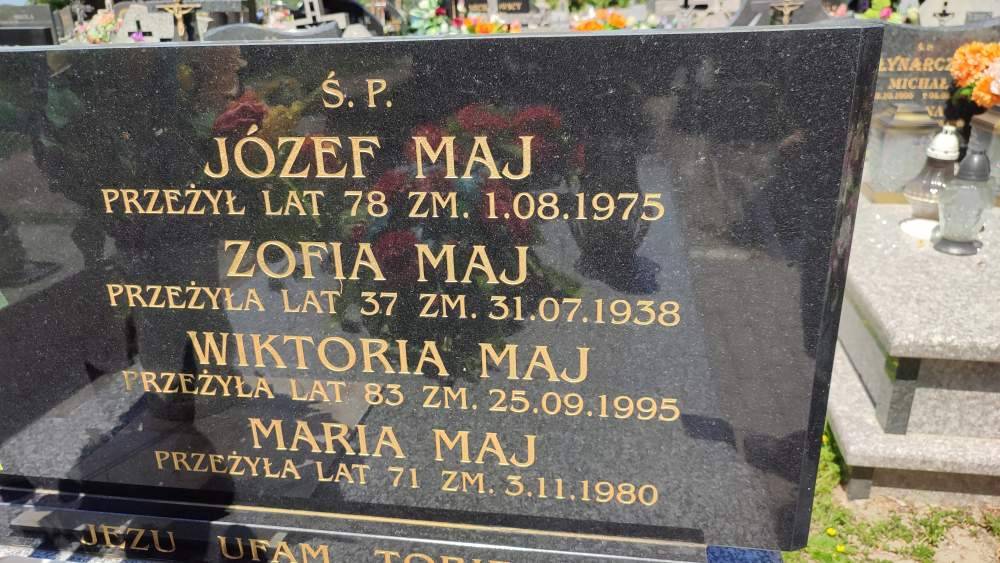 Ś. P.
JÓZEF MAJ
PRZEŻYŁ LAT 78 ZM. 1.08.1975
ZOFIA MAJ
PRZEŻYŁA LAT 37 ZM. 31.07.1938
WIKTORIA MAJ
PRZEŻYŁA LAT 83 ZM. 25.09.1995
MARIA MAJ
PRZEŻYŁA LAT 71 ZM. 3.11.1980
JEZU UFAM TOBIE
MICHAŁ